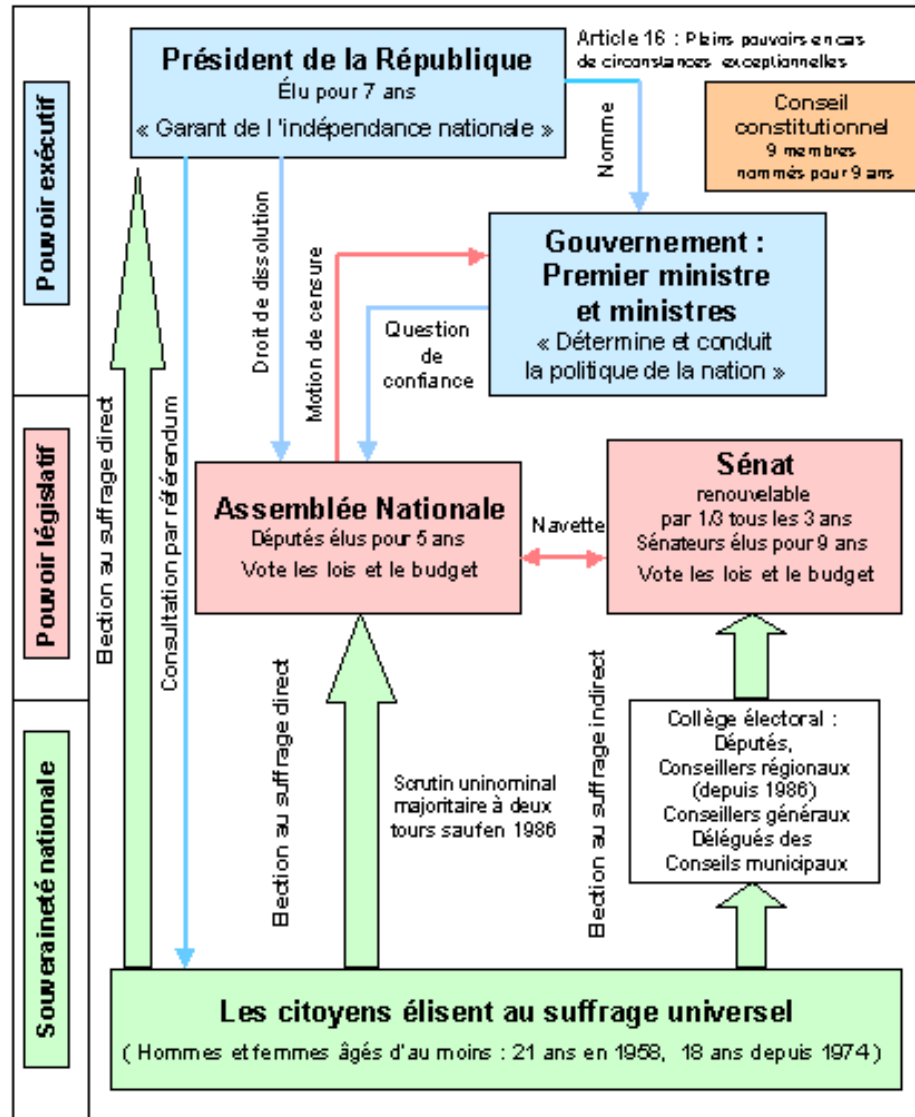 Pouvoir exécutif
Président de la République
Élu pour 7 ans
« Garant de l'indépendance nationale »
Article 16 : Pleins pouvoirs en cas
de circonstances exceptionnelles
Nomme
Conseil
constitutionnel
9 membres
nommés pour 9 ans
Gouvernement :
Premier ministre
et ministres
« Détermine et conduit
la politique de la nation »
Droit de dissolution
Motion de censure
Question
de
confiance
Pouvoir législatif
Election au suffrage direct
Consultation par référendum
Assemblée Nationale
Députés élus pour 5 ans
Vote les lois et le budget
Navette
Sénat
renouvelable
par 1/3 tous les 3 ans
Sénateurs élus pour 9 ans
Vote les lois et le budget
Souveraineté nationale
Election au suffrage direct
Scrutin uninominal
majoritaire à deux
tours sauf en 1986
Election au suffrage indirect
Collège électoral :
Députés,
Conseillers régionaux
(depuis 1986)
Conseillers généraux
Délégués des
Conseils municipaux
Les citoyens élisent au suffrage universel
( Hommes et femmes âgés d'au moins : 21 ans en 1958, 18 ans depuis 1974 )